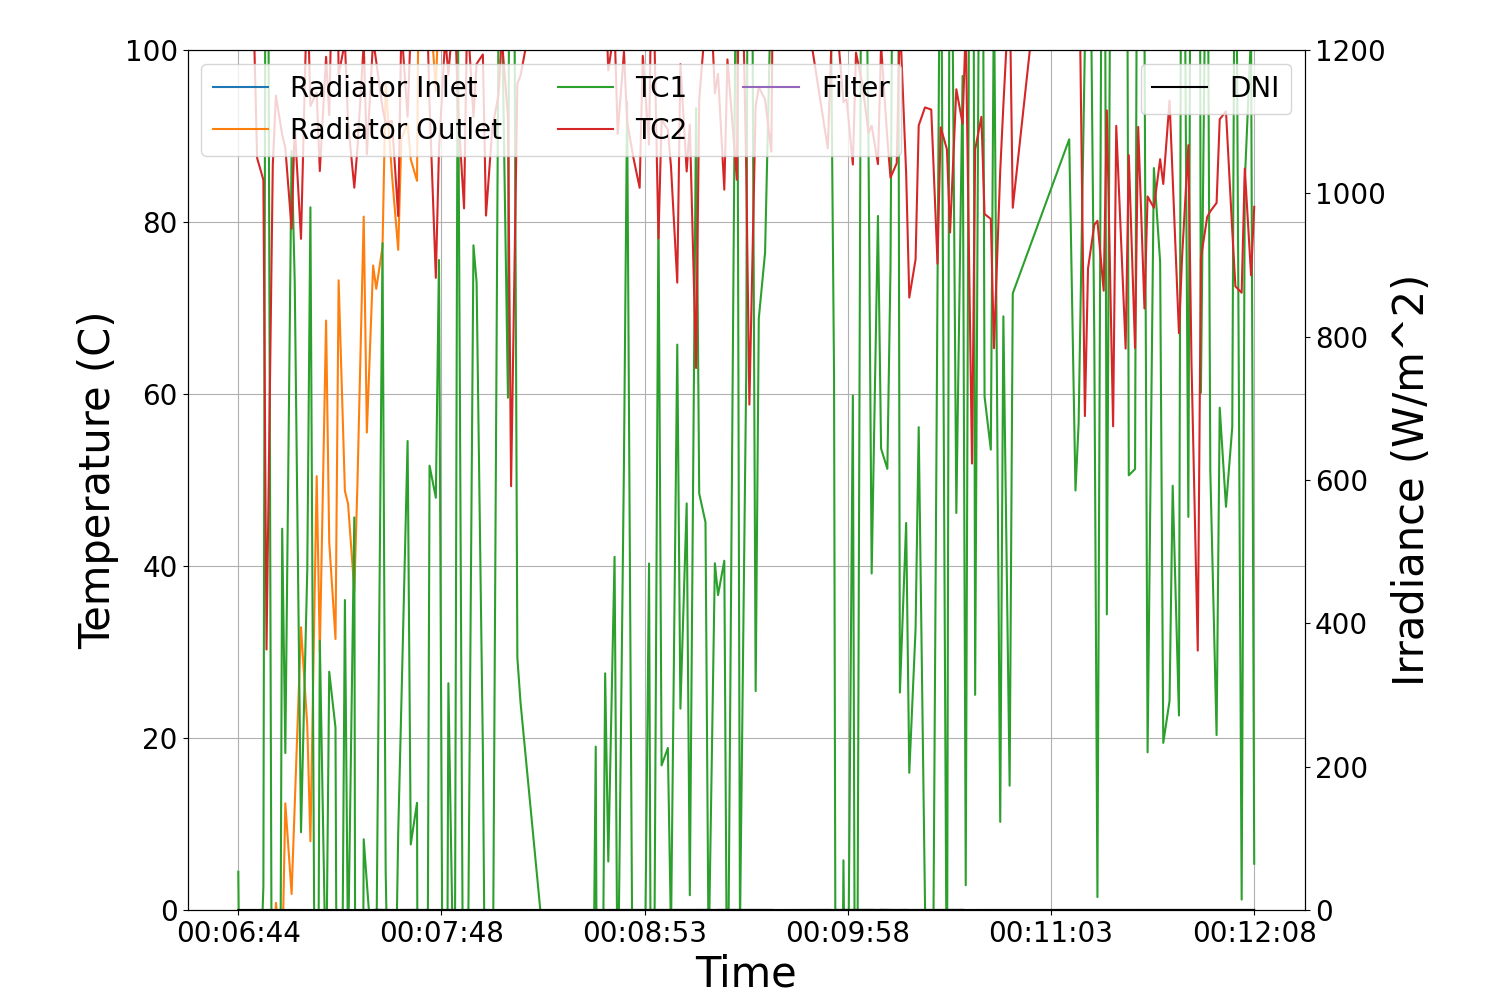 100
80
60
40
20
0
Temperature (C)
Radiator Inlet
Radiator Outlet
TC1
TC2
Filter
DNI
1200
1000
800
600
400
200
0
Irradiance (W/m^2)
00:06:44
00:07:48
00:08:53
00:09:58
00:11:03
00:12:08
Time